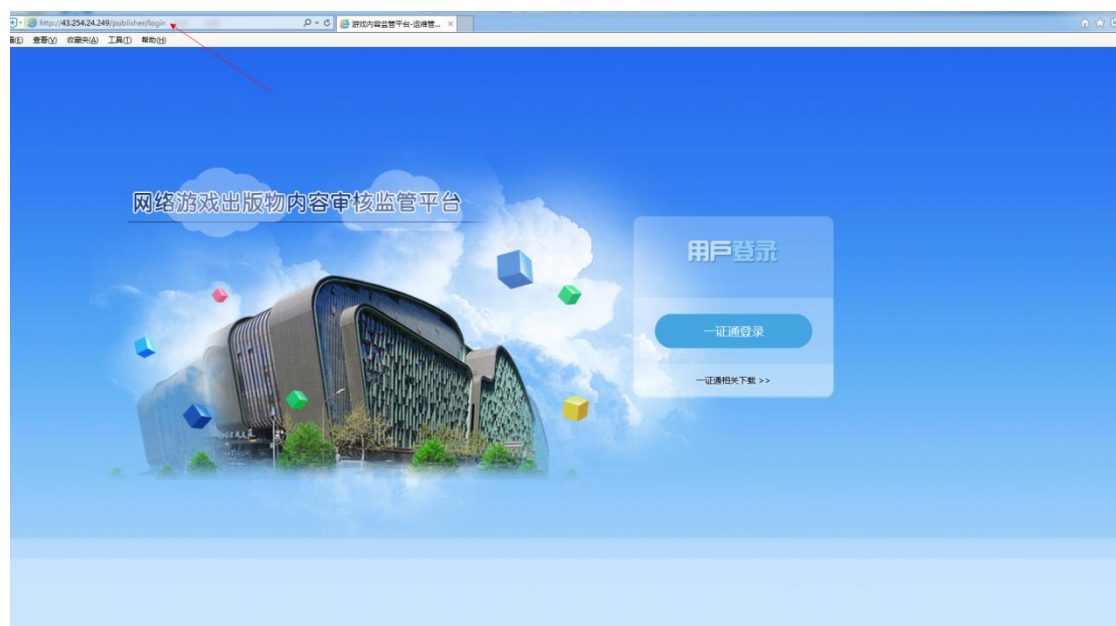 http://43.254.24.249/publisher/login
游戏内容监管平台-运维管...
查看(V) 收藏夹(A) 工具(T) 帮助(H)
网络游戏出版物内容审核监管平台
用戶登录
一证通登录
一证通相关下载 >>